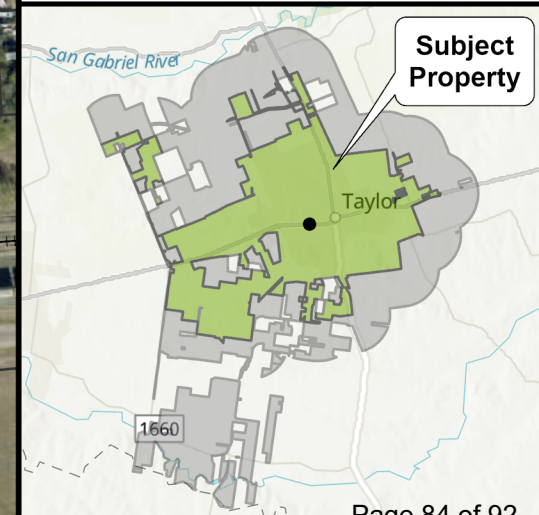 San Gabriel River
Subject
Property
Taylor
1660
Page 84 of 92